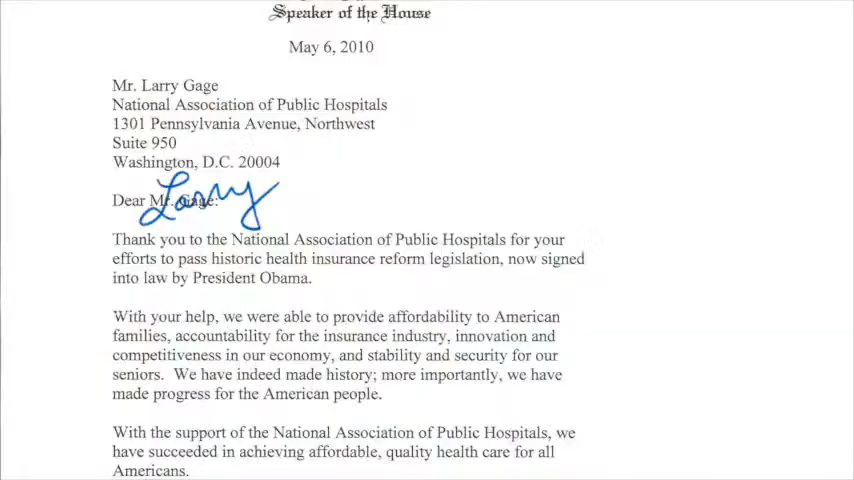 Speaker of the House
May 6, 2010
Mr. Larry Gage
National Association of Public Hospitals
1301 Pennsylvania Avenue, Northwest
Suite 950
Washington, D.C. 20004
Larry
Dear Mr. Gage:
Thank you to the National Association of Public Hospitals for your
efforts to pass historic health insurance reform legislation, now signed
into law by President Obama.
With your help, we were able to provide affordability to American
families, accountability for the insurance industry, innovation and
competitiveness in our economy, and stability and security for our
seniors. We have indeed made history; more importantly, we have
made progress for the American people.
With the support of the National Association of Public Hospitals, we
have succeeded in achieving affordable, quality health care for all
Americans.